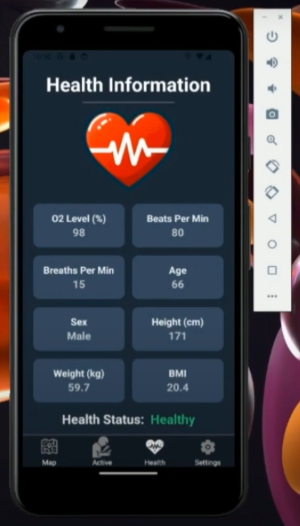 Health Information
O2 Level (%)
98
Beats Per Min
80
Breaths Per Min
15
Age
66
Sex
Male
Height (cm)
171
Weight (kg)
59.7
BMI
20.4
Health Status: Healthy
Map
Active
Health
Settings